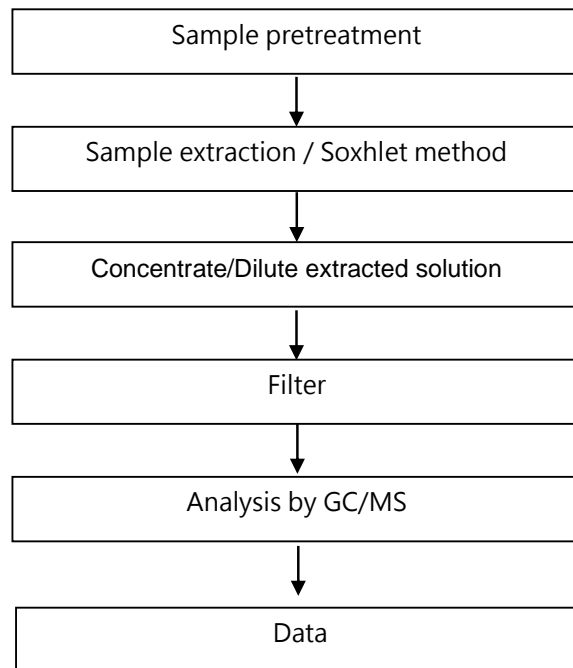 Sample pretreatment
Sample extraction / Soxhlet method
Concentrate/Dilute extracted solution
Filter
Analysis by GC/MS
Data